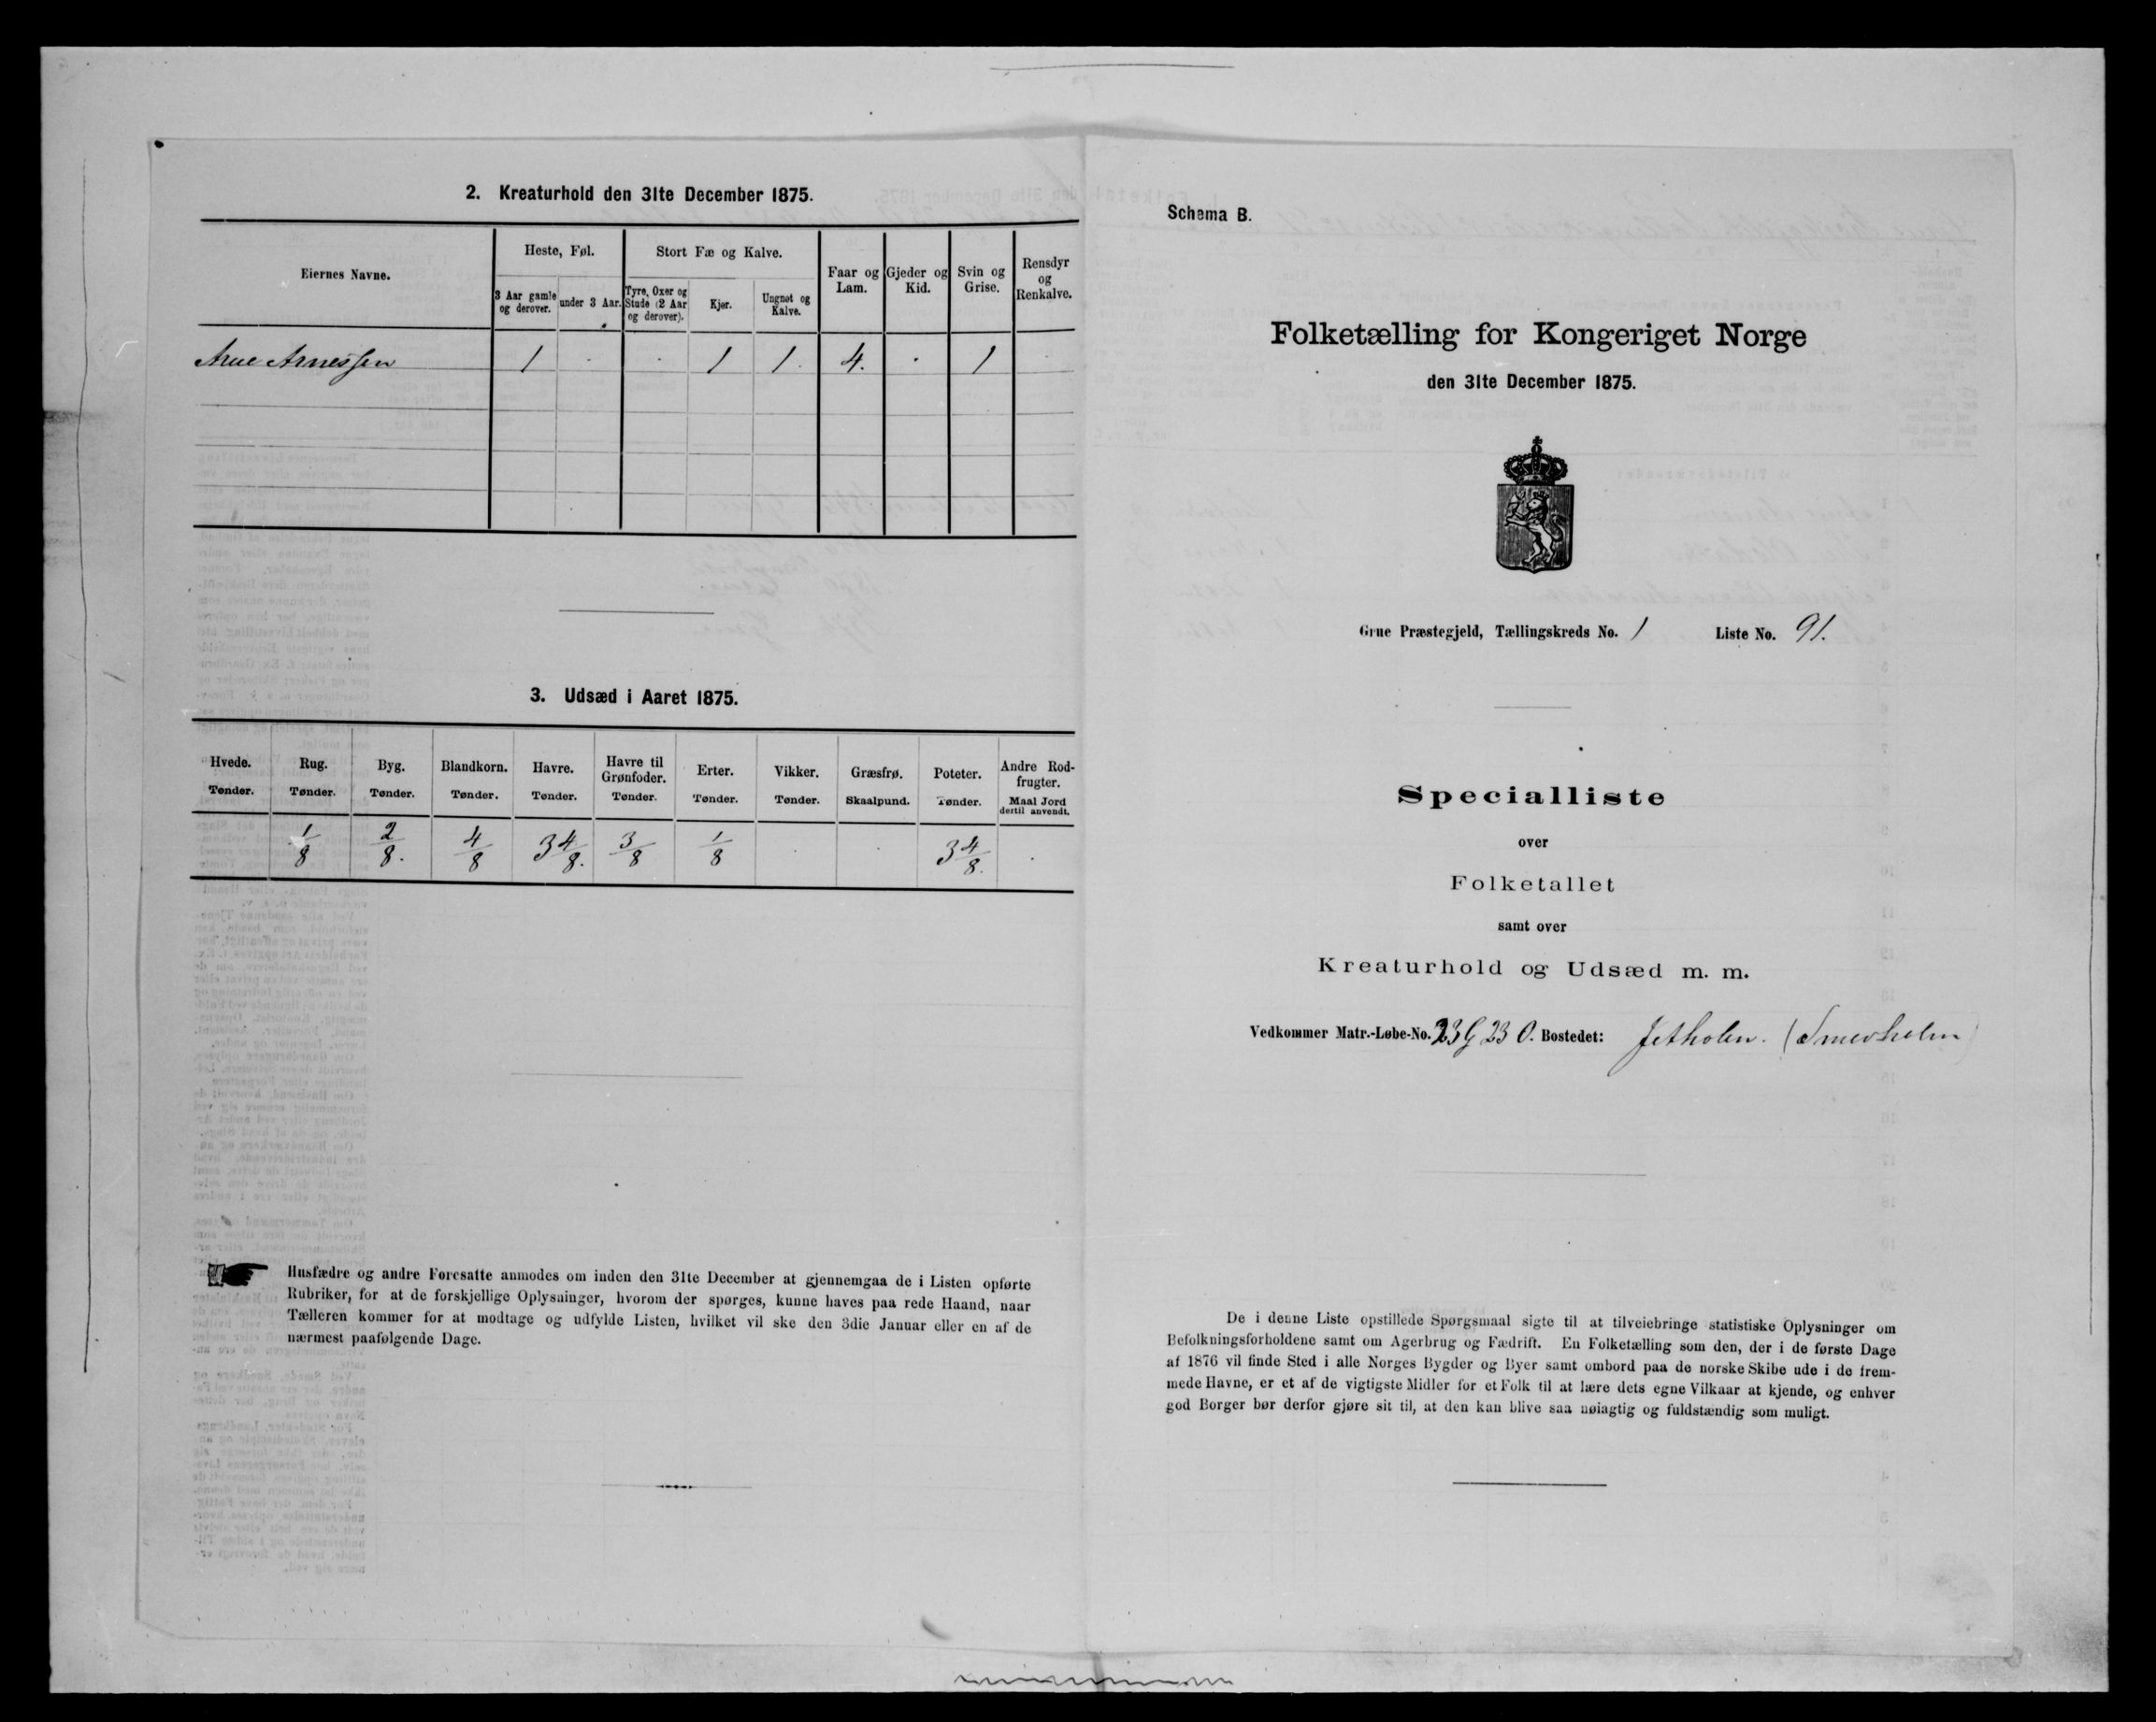 2. Kreaturhold den 31te December 1875.
Eiernes Navne.
Heste, Føl.
Stort Fæ og Kalve.
Faar og Lam.
Gjeder og Kid.
Svin og Grise.
Rensdyr og Renkalve.
3 Aar gamle og derover.
under 3 Aar.
Tyre, Oxer og Stude (2 Aar og derover).
Kjør.
Ungnøt og Kalve.
Arne Arnessen 1 . . 1 1. 4. . 1 .
3. Udsæd i Aaret 1875.
Hvede. Rug. Byg. Blandkorn. Havre. Havre til Grønfoder. Erter. Vikker. Græsfrø. Poteter. Andre Rodfrugter.
Tønder. Tønder. Tønder. Tønder. Tønder. Tønder. Tønder. Tønder. Skaalpund. Tønder. Maal Jord dertil anvendt.
1/8 2/8. 4/8 3 4/8. 3/8 1/8 . . 3 4/8. .
Husfædre og andre Foresatte anmodes om inden den 31te December at gjennemgaa de i Listen opførte
Rubriker, for at de forskjellige Oplysninger, hvorom der spørges, kunne haves paa rede Haand, naar
Tælleren kommer for at modtage og udfylde Listen, hvilket vil ske den 3die Januar eller en af de
nærmest paafølgende Dage.
Schema B.
Folketælling for Kongeriget Norge
den 31te December 1875.
Grue Præstegjeld, Tællingskreds No. 1 Liste No. 91.
Specialliste
over
Folketallet
samt over
Kreaturhold og Udsæd m. m.
Vedkommer Matr.-Løbe-No. 23G 23 O. Bostedet:
De i denne Liste opstillede Spørgsmaal sigte til at tilveiebringe statistiske Oplysninger om
Befolkningsforholdene samt om Agerbrug og Fædrift. En Folketælling som den, der i de første Dage
af 1876 vil finde Sted i alle Norges Bygder og Byer samt ombord paa de norske Skibe ude i de frem-
mede Havne, er et af de vigtigste Midler for et Folk til at lære dets egne Vilkaar at kjende, og enhver
god Borger bør derfor gjøre sit til, at den kan blive saa nøiagtig og fuldstændig som muligt.